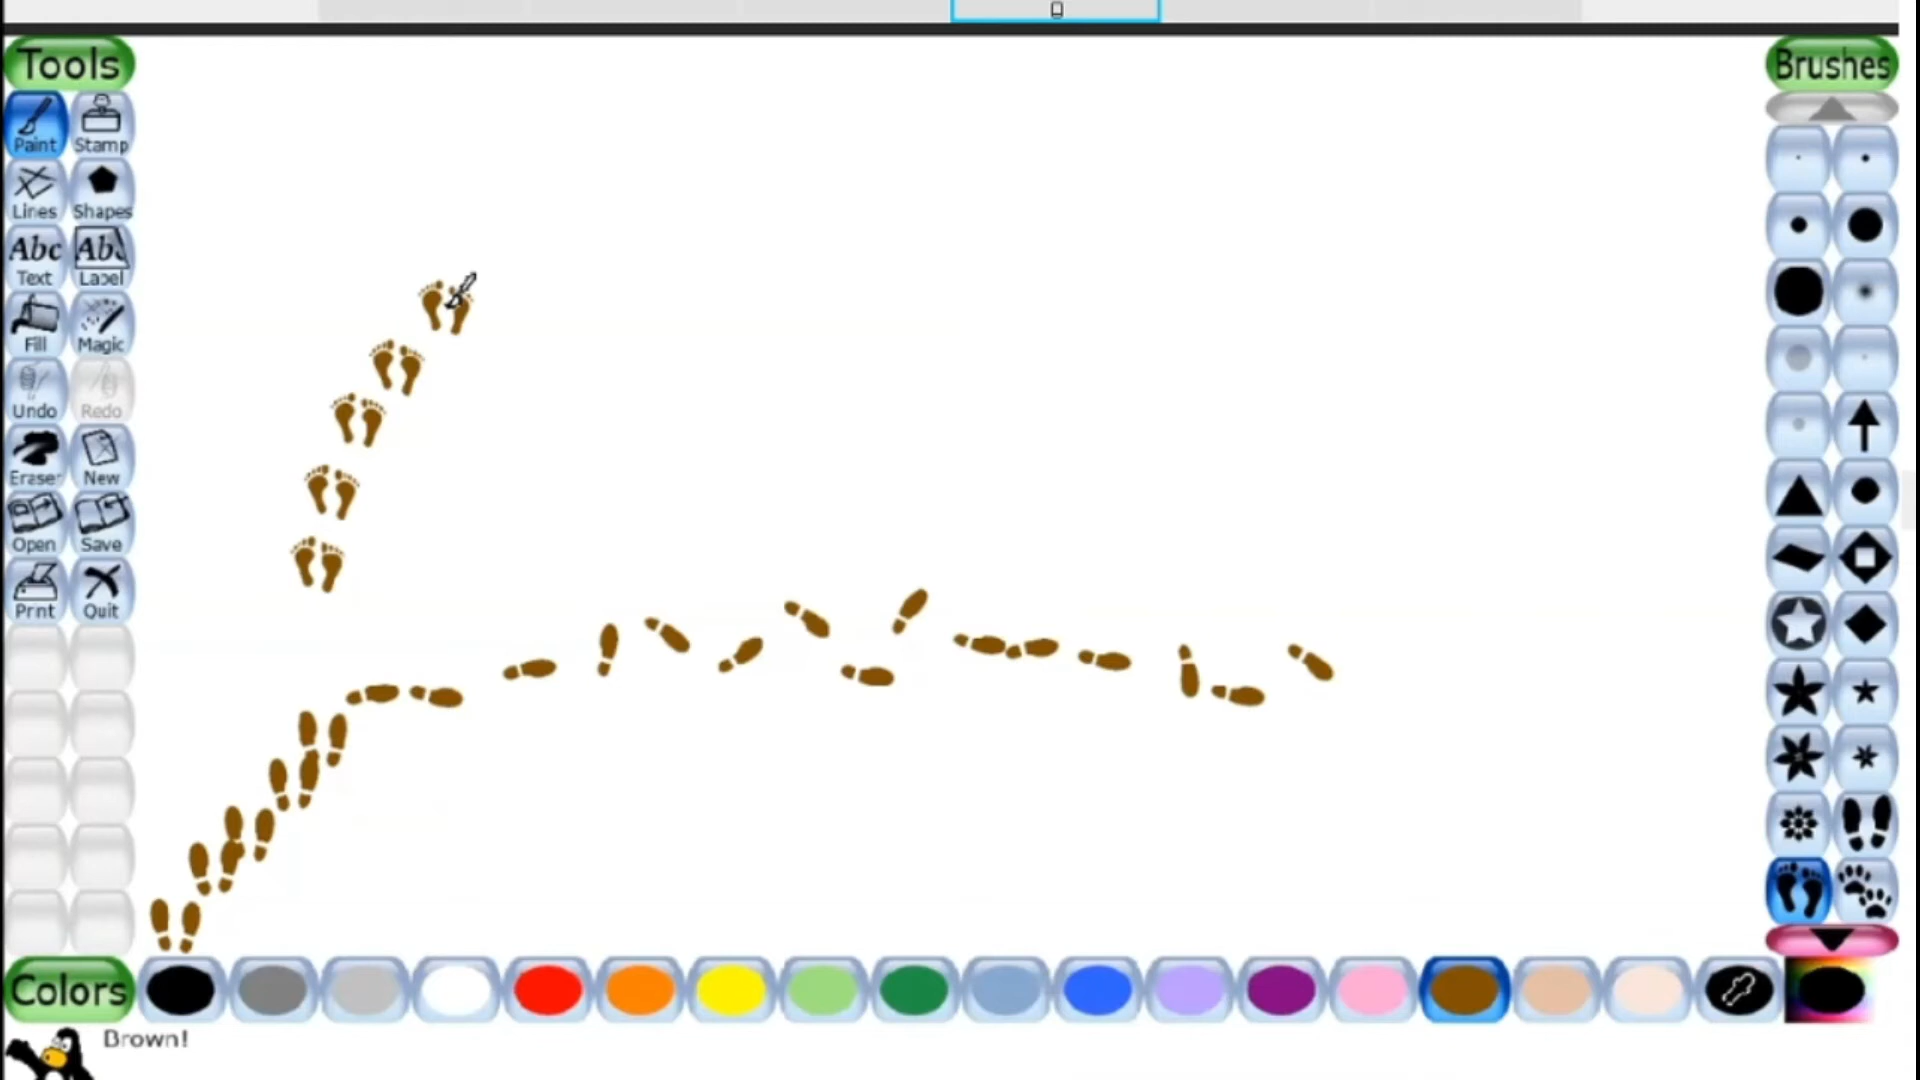 Tools
Brushes
Paint
Stamp
Lines
Shapes
Abc
Abc
Text
Label
Fill
Magic
Undo
Redo
Eraser
New
Open
Save
Print
Quit
Colors
Brown!